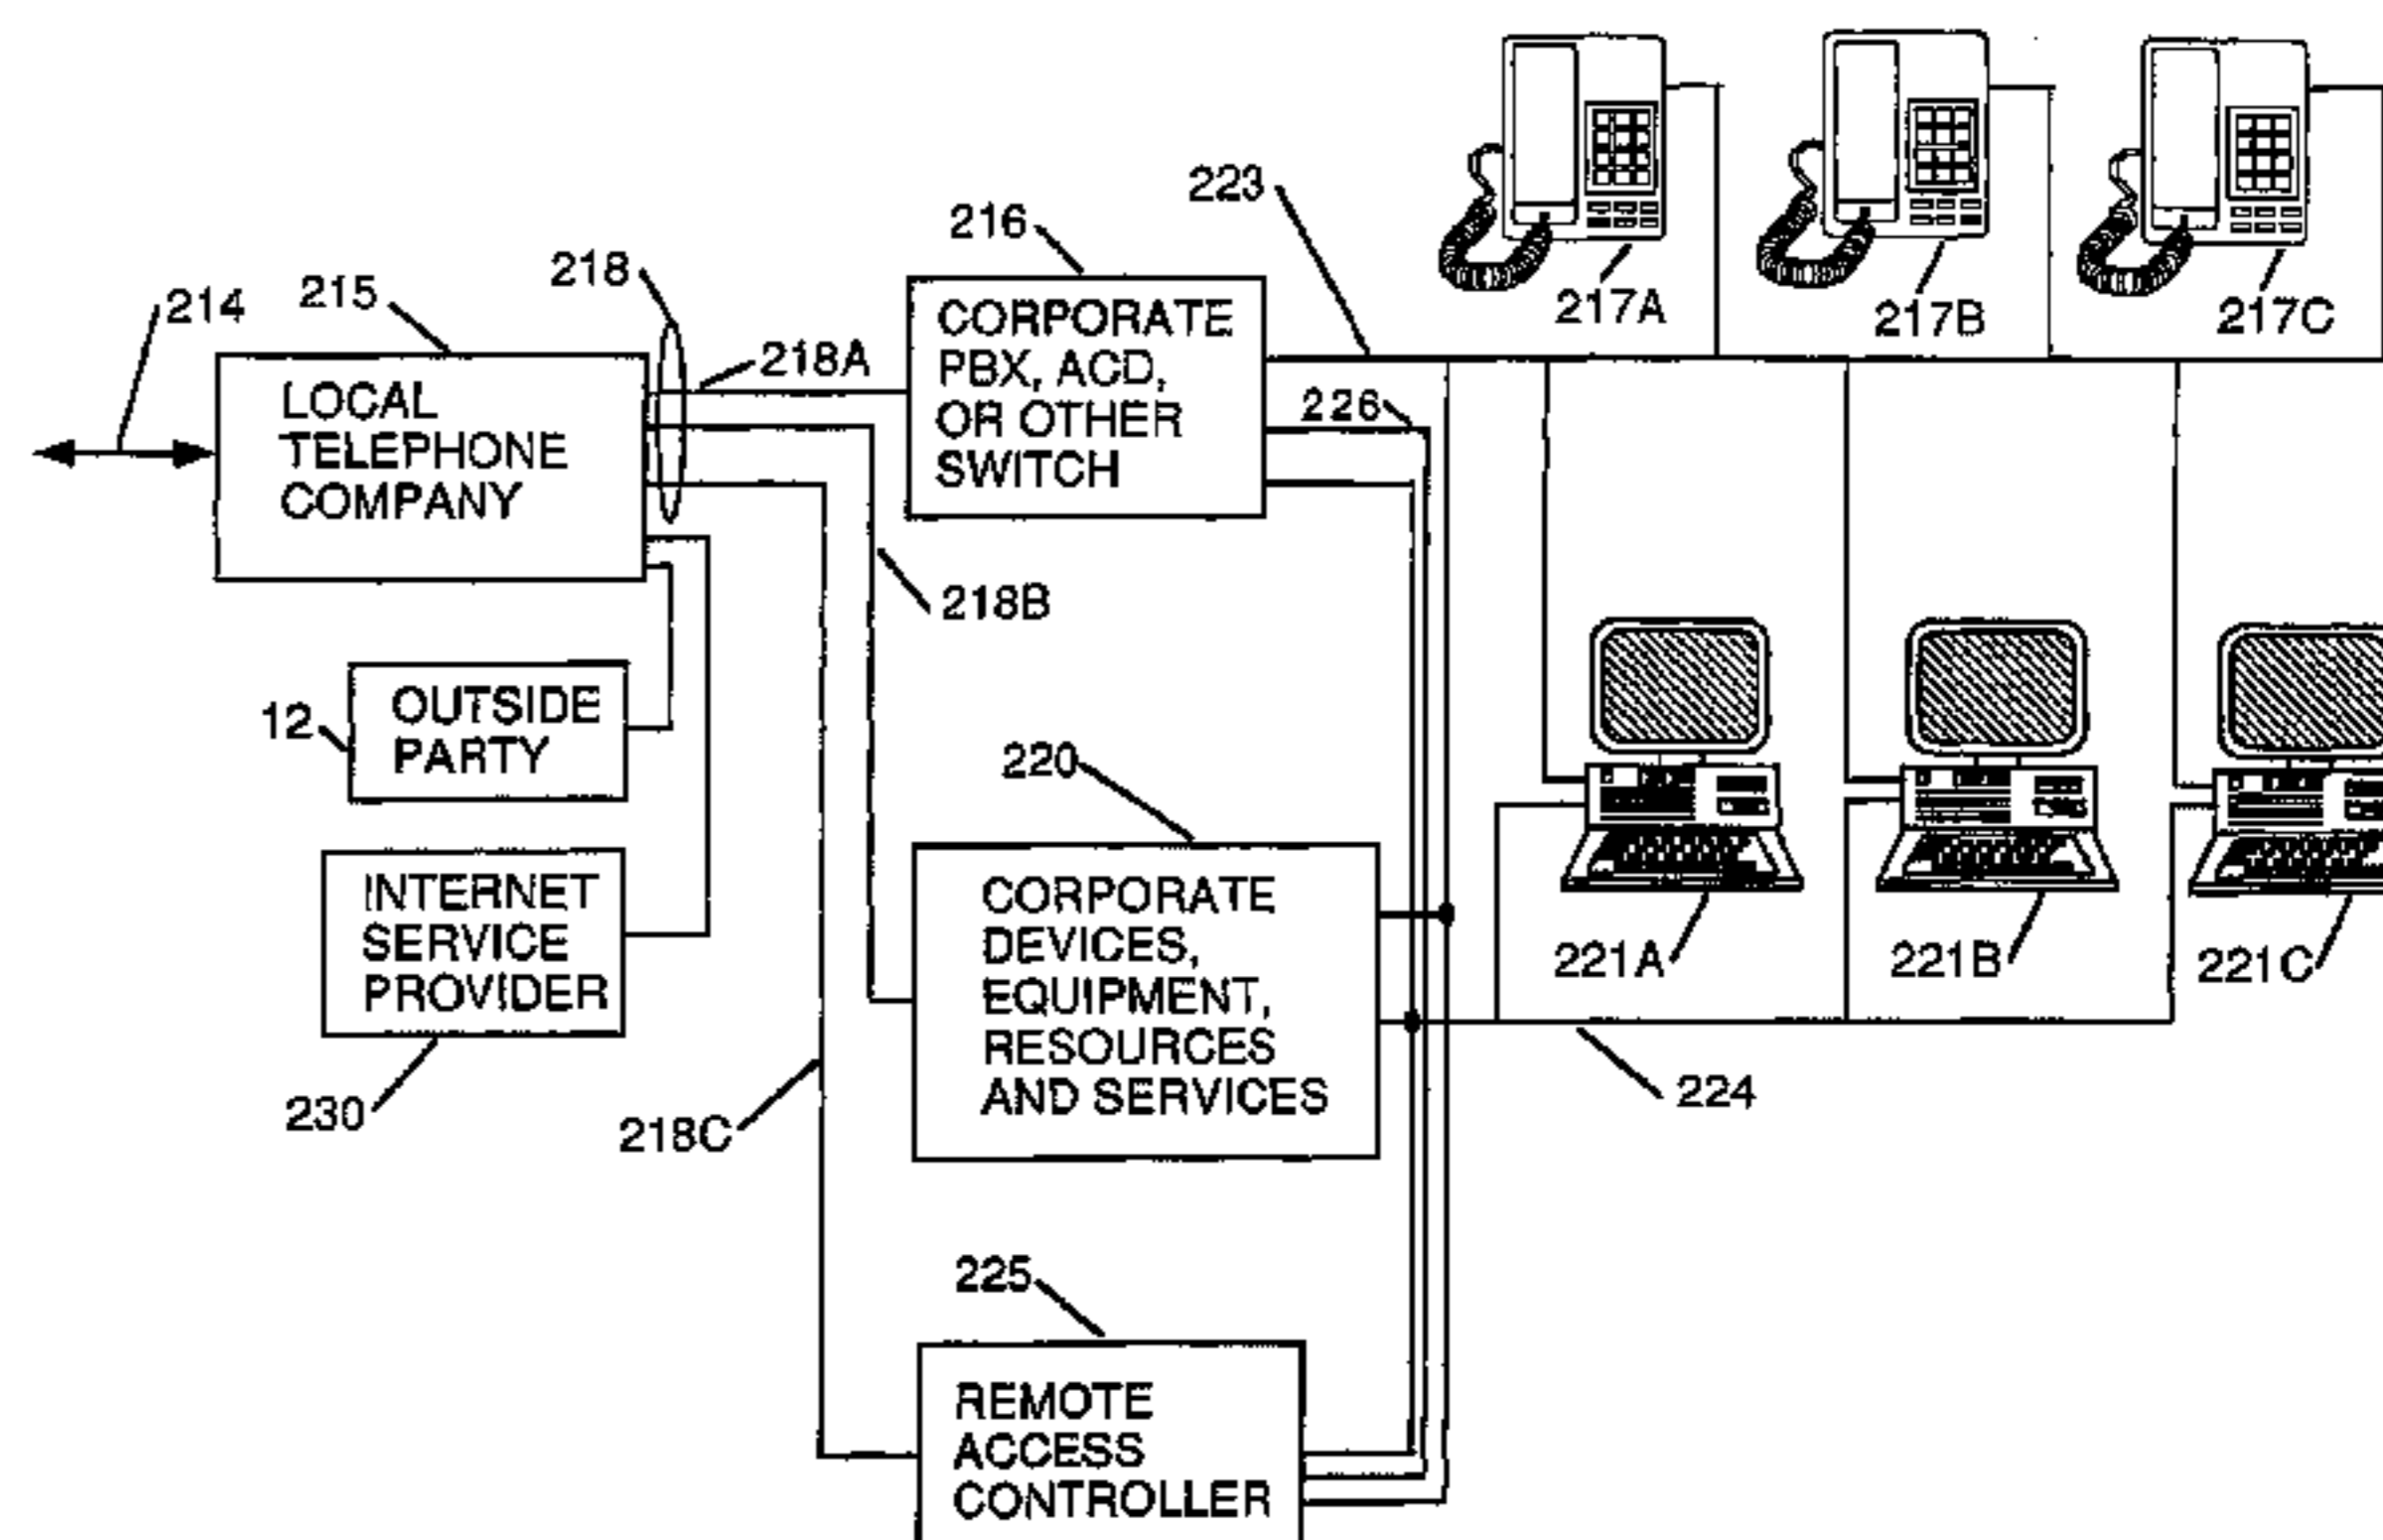 214
215
LOCAL
TELEPHONE
COMPANY
218
218A
216
CORPORATE
PBX, ACD,
OR OTHER
SWITCH
223
226
217A
217B
217C
218B
12
OUTSIDE
PARTY
INTERNET
SERVICE
PROVIDER
230
218C
220
CORPORATE
DEVICES,
EQUIPMENT,
RESOURCES
AND SERVICES
221A
221B
221C
224
225
REMOTE
ACCESS
CONTROLLER